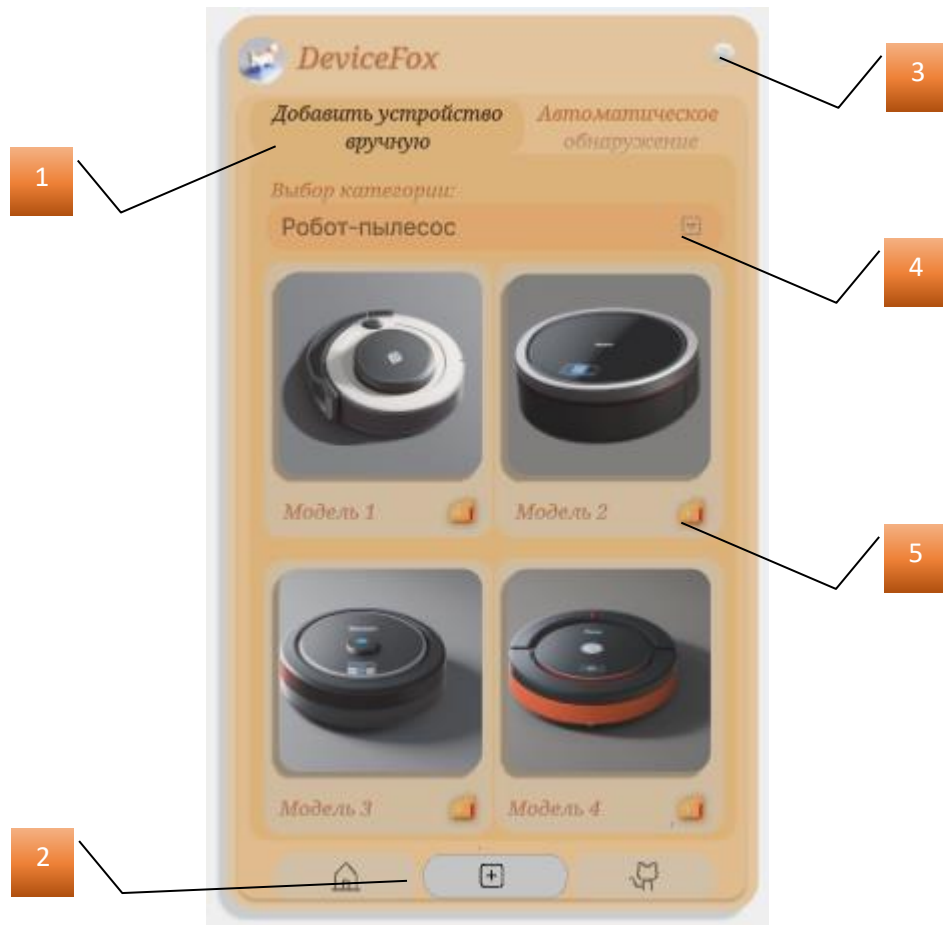 DeviceFox
3
Добавить устройство
вручную
Автоматическое
обнаружение
1
Выбор категории:
Робот-пылесос
4
Модель 1
Модель 2
5
Модель 3
Модель 4
2